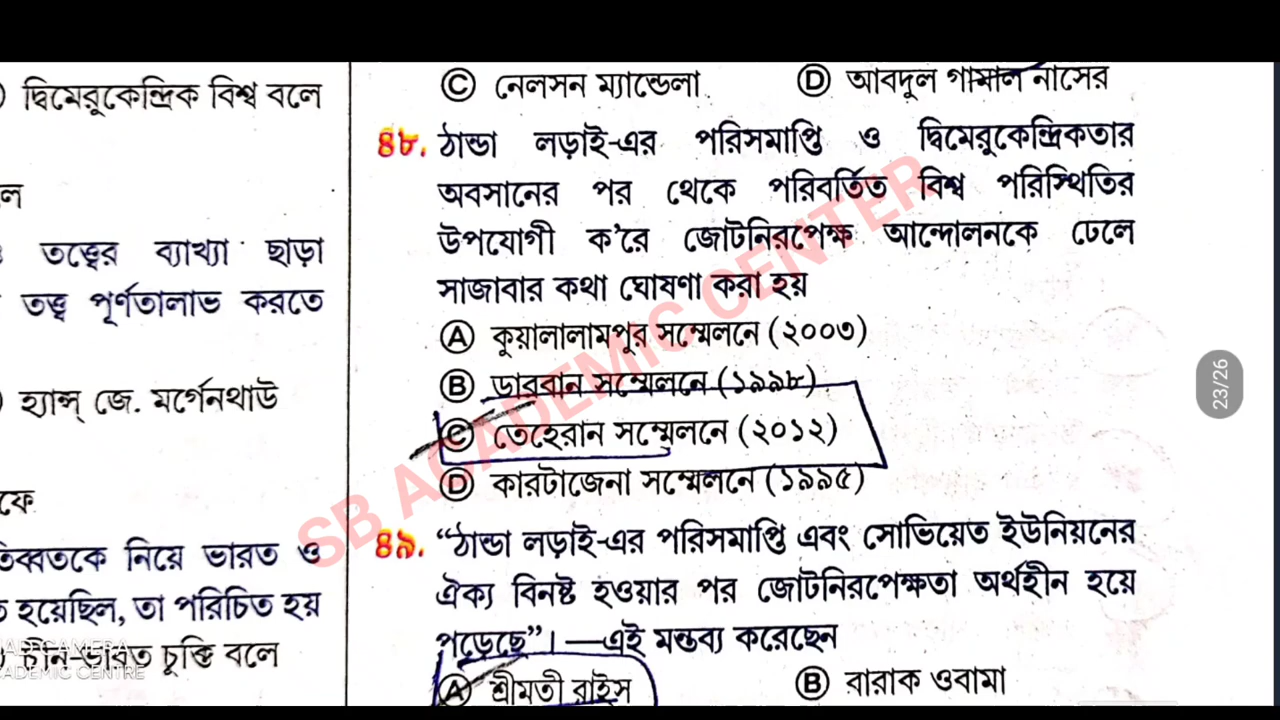 দ্বিমেরুকেন্দ্রিক বিশ্ব বলে
ল
তত্ত্বের ব্যাখ্যা ছাড়া
তত্ত্ব পূর্ণতালাভ করতে
হ্যান্স্ জে. মর্গেনথাউ
ফে
তিব্বতকে নিয়ে ভারত ও
হয়েছিল, তা পরিচিত হয়
চীন-ভারত চুক্তি বলে
ACADEMIC CENTRE
Ⓒ নেলসন ম্যান্ডেলা Ⓓ আবদুল গামাল নাসের
৪৮. ঠান্ডা লড়াই-এর পরিসমাপ্তি ও দ্বিমেরুকেন্দ্রিকতার
অবসানের পর থেকে পরিবর্তিত বিশ্ব পরিস্থিতির
উপযোগী ক'রে জোটনিরপেক্ষ আন্দোলনকে ঢেলে
সাজাবার কথা ঘোষণা করা হয়
Ⓐ কুয়ালালামপুর সম্মেলনে (২০০৩)
Ⓑ ডারবান সম্মেলনে (১৯৯৮)
Ⓒ তেহেরান সম্মেলনে (২০১২)
Ⓓ কারটাজেনা সম্মেলনে (১৯৯৫)
৪৯. “ঠান্ডা লড়াই-এর পরিসমাপ্তি এবং সোভিয়েত ইউনিয়নের
ঐক্য বিনষ্ট হওয়ার পর জোটনিরপেক্ষতা অর্থহীন হয়ে
পড়েছে”।—এই মন্তব্য করেছেন
Ⓐ শ্রীমতী রাইস Ⓑ বারাক ওবামা
SB ACADEMIC CENTER
23/26